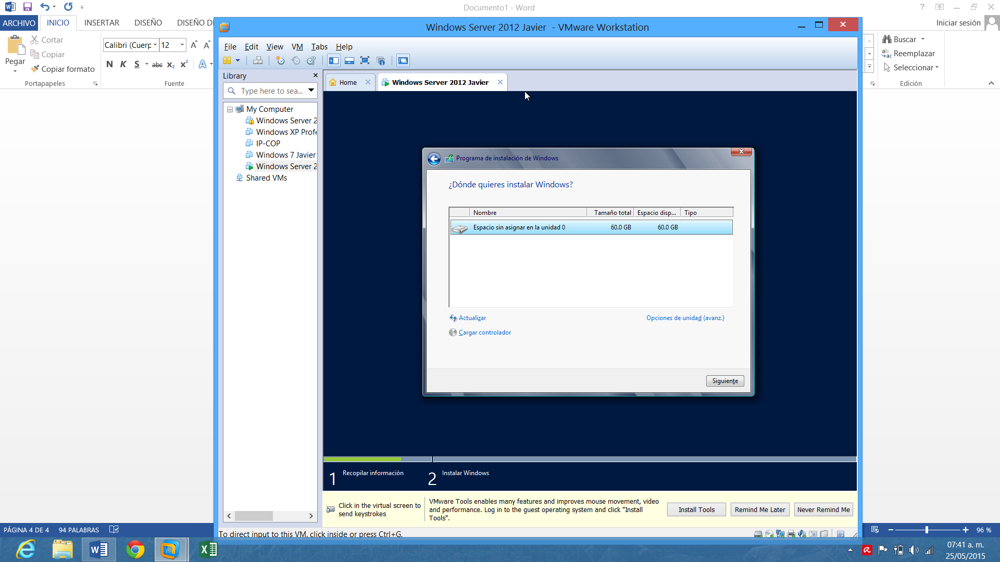 Documento1 - Word
ARCHIVO INICIO INSERTAR DISEÑO DISEÑO DE
Iniciar sesión
Pegar
Cortar
Copiar
Copiar formato
Portapapeles
Calibri (Cuerp 12
N K S abc x₂ x²
Fuente
Buscar
Reemplazar
Seleccionar
Edición
Windows Server 2012 Javier - VMware Workstation
File Edit View VM Tabs Help
Library
Type here to sea...
My Computer
Windows Server 2
Windows XP Profe
IP-COP
Windows 7 Javier
Windows Server 2
Shared VMs
Home
Windows Server 2012 Javier
Programa de instalación de Windows
¿Dónde quieres instalar Windows?
Nombre Tamaño total Espacio disp... Tipo
Espacio sin asignar en la unidad 0 60.0 GB 60.0 GB
Actualizar
Opciones de unidad (avanz.)
Cargar controlador
Siguiente
1 Recopilar información
2 Instalar Windows
Click in the virtual screen to
send keystrokes
VMware Tools enables many features and improves mouse movement, video
and performance. Log in to the guest operating system and click "Install
Tools".
Install Tools
Remind Me Later
Never Remind Me
To direct input to this VM, click inside or press Ctrl+G.
PÁGINA 4 DE 4 94 PALABRAS
96 %
07:41 a. m.
25/05/2015